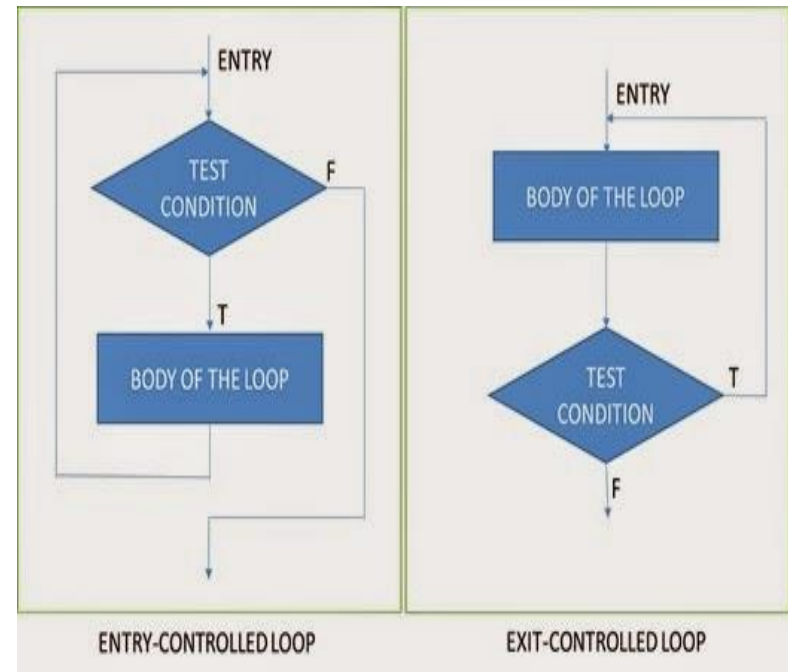 ENTRY
TEST
CONDITION
F
T
BODY OF THE LOOP
ENTRY-CONTROLLED LOOP
ENTRY
BODY OF THE LOOP
TEST
CONDITION
T
F
EXIT-CONTROLLED LOOP